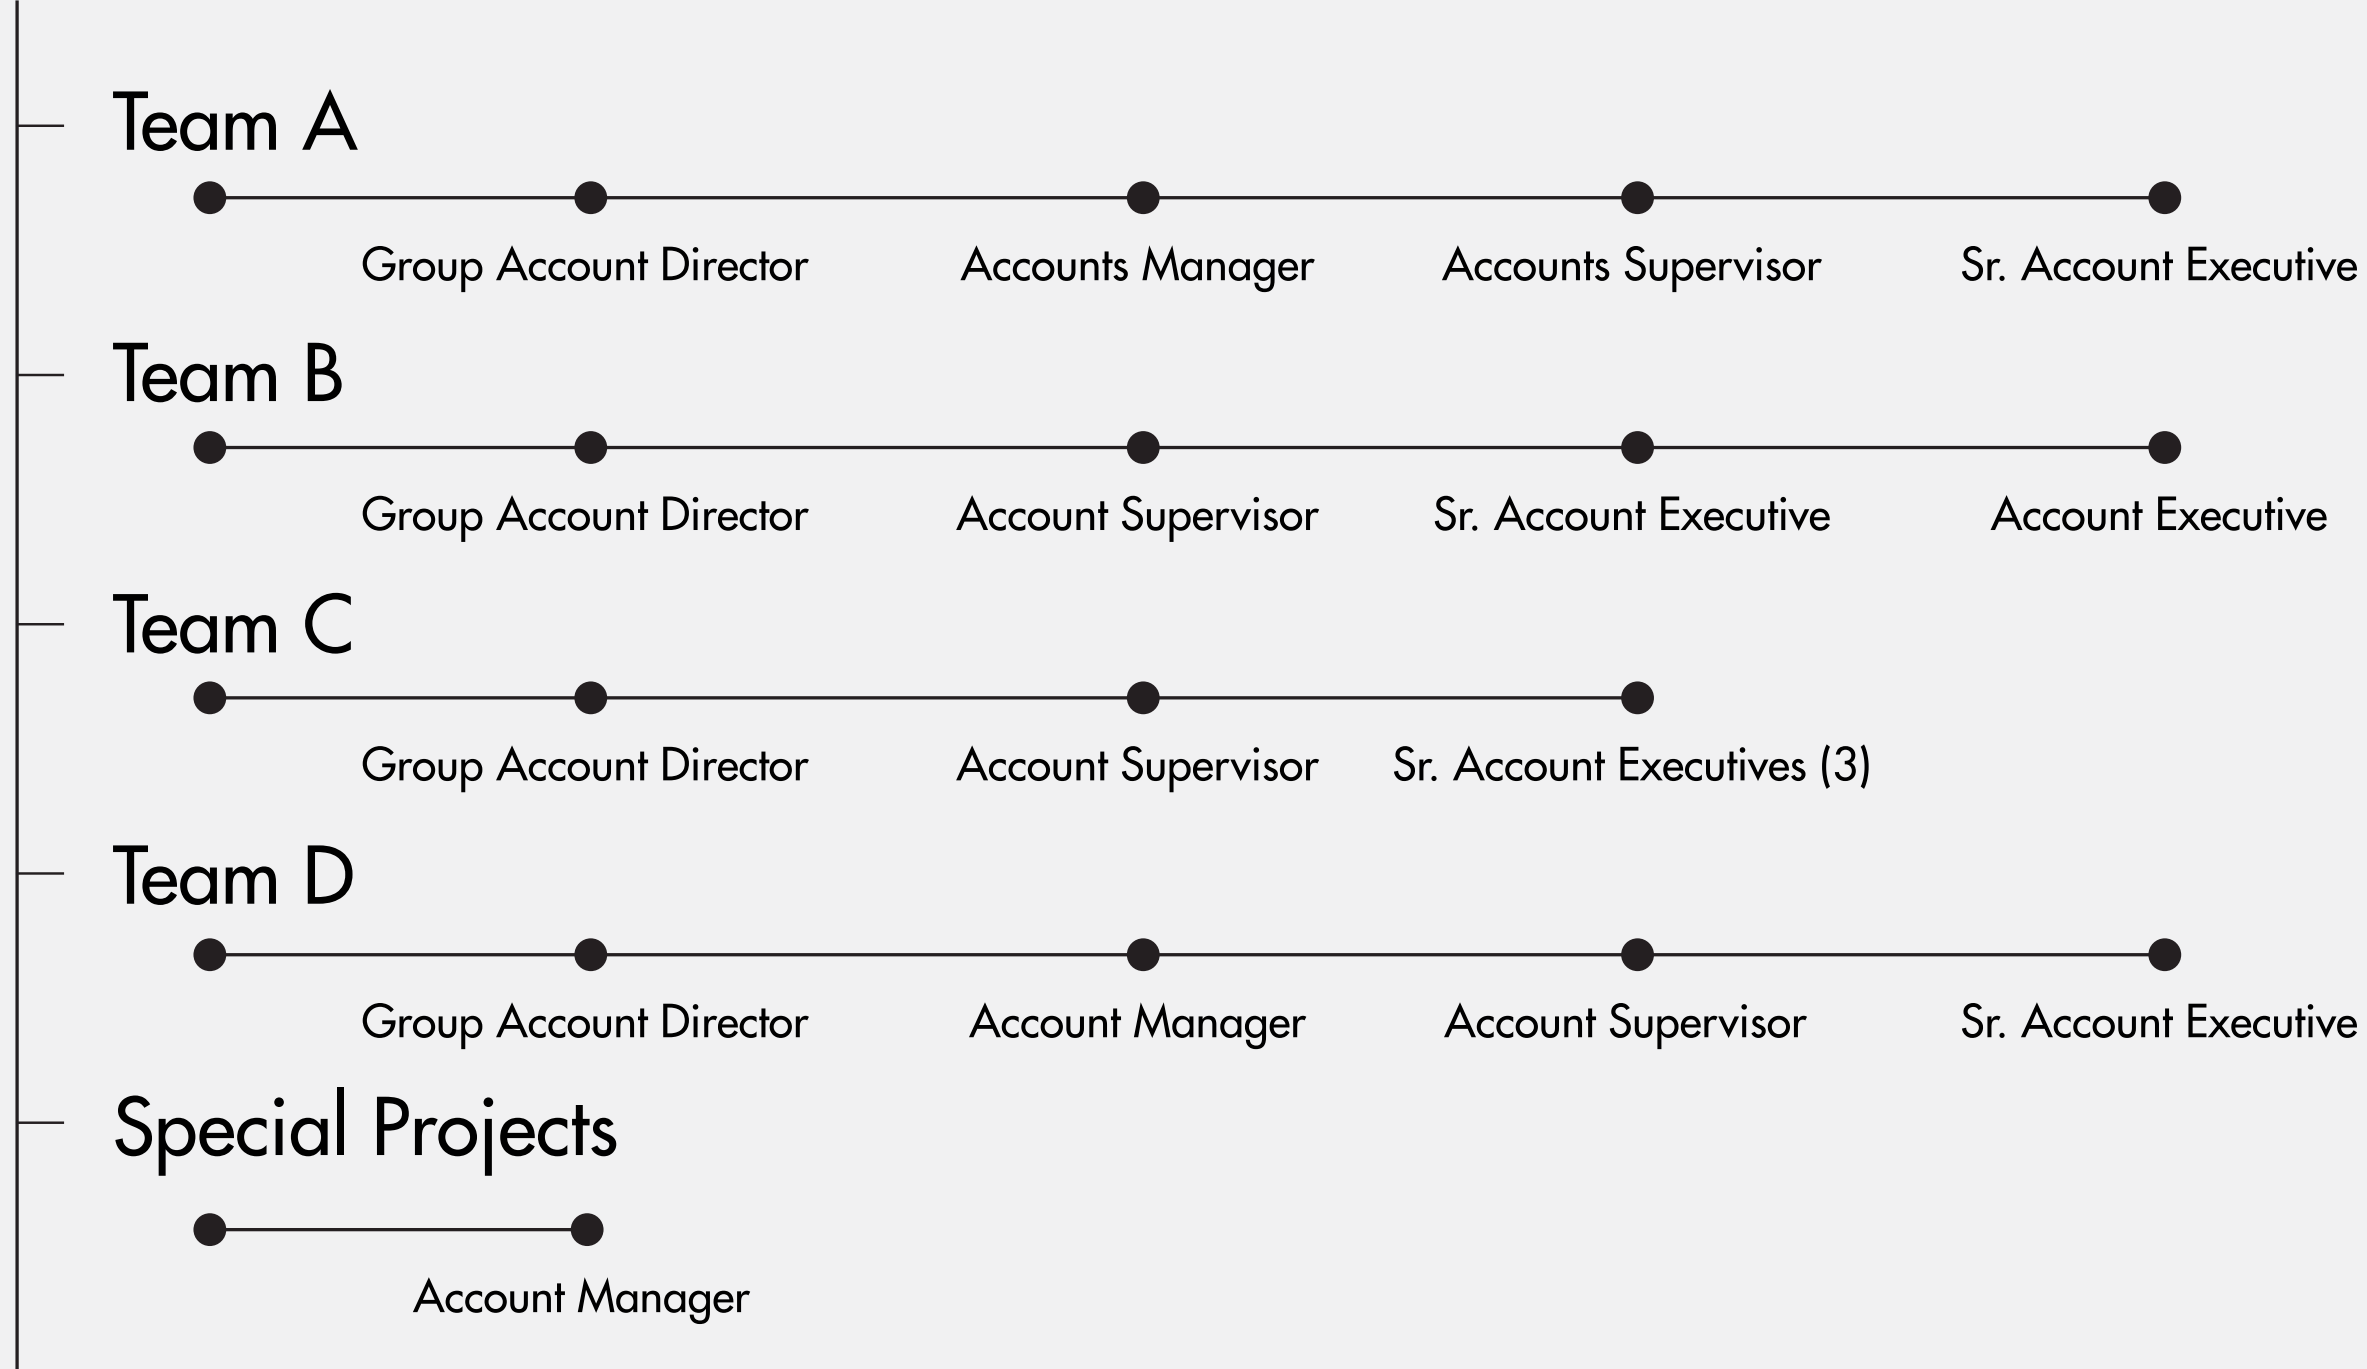 Team A
Group Account Director Accounts Manager Accounts Supervisor Sr. Account Executive
Team B
Group Account Director Account Supervisor Sr. Account Executive Account Executive
Team C
Group Account Director Account Supervisor Sr. Account Executives (3)
Team D
Group Account Director Account Manager Account Supervisor Sr. Account Executive
Special Projects
Account Manager